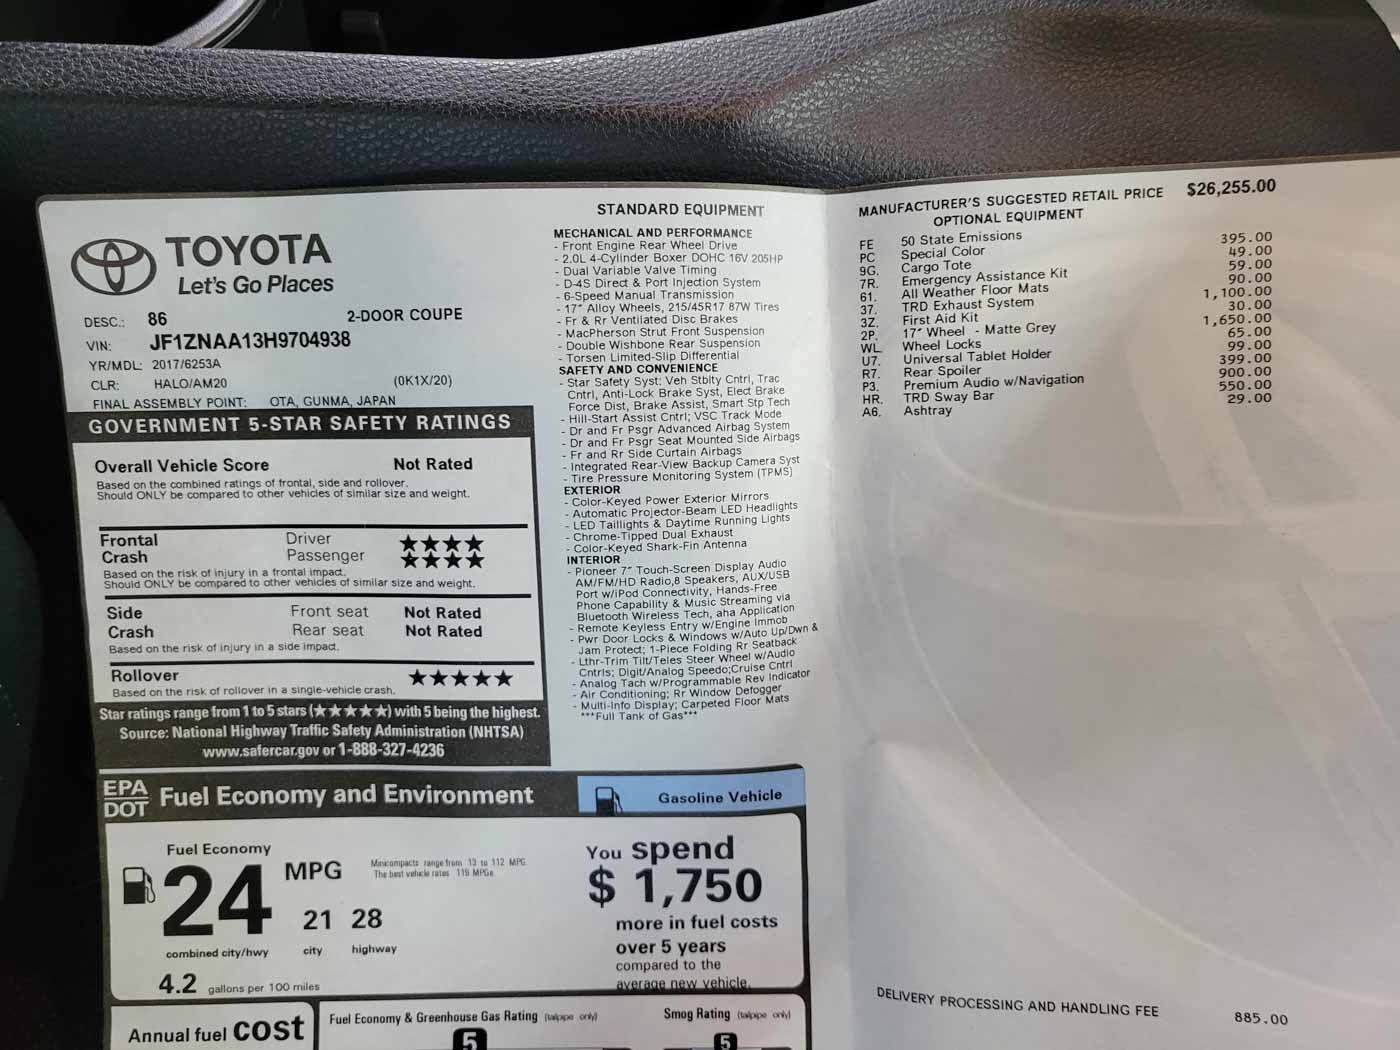 TOYOTA
Let's Go Places
DESC.: 86 2-DOOR COUPE
VIN: JF1ZNAA13H9704938
YR/MDL: 2017/6253A
CLR: HALO/AM20 (0K1X/20)
FINAL ASSEMBLY POINT: OTA, GUNMA, JAPAN
GOVERNMENT 5-STAR SAFETY RATINGS
Overall Vehicle Score Not Rated
Based on the combined ratings of frontal, side and rollover.
Should ONLY be compared to other vehicles of similar size and weight.
Frontal Driver ★★★★
Crash Passenger ★★★★
Based on the risk of injury in a frontal impact.
Should ONLY be compared to other vehicles of similar size and weight.
Side Front seat Not Rated
Crash Rear seat Not Rated
Based on the risk of injury in a side impact.
Rollover ★★★★★
Based on the risk of rollover in a single-vehicle crash.
Star ratings range from 1 to 5 stars (★★★★★) with 5 being the highest.
Source: National Highway Traffic Safety Administration (NHTSA)
www.safercar.gov or 1-888-327-4236
STANDARD EQUIPMENT
MECHANICAL AND PERFORMANCE
- Front Engine Rear Wheel Drive
- 2.0L 4-Cylinder Boxer DOHC 16V 205HP
- Dual Variable Valve Timing
- D-4S Direct & Port Injection System
- 6-Speed Manual Transmission
- 17" Alloy Wheels, 215/45R17 87W Tires
- Fr & Rr Ventilated Disc Brakes
- MacPherson Strut Front Suspension
- Double Wishbone Rear Suspension
- Torsen Limited-Slip Differential
SAFETY AND CONVENIENCE
- Star Safety Syst: Veh Stblty Cntrl, Trac
Cntrl, Anti-Lock Brake Syst, Elect Brake
Force Dist, Brake Assist, Smart Stp Tech
- Hill-Start Assist Cntrl; VSC Track Mode
- Dr and Fr Psgr Advanced Airbag System
- Dr and Fr Psgr Seat Mounted Side Airbags
- Fr and Rr Side Curtain Airbags
- Integrated Rear-View Backup Camera Syst
- Tire Pressure Monitoring System (TPMS)
EXTERIOR
- Color-Keyed Power Exterior Mirrors
- Automatic Projector-Beam LED Headlights
- LED Taillights & Daytime Running Lights
- Chrome-Tipped Dual Exhaust
- Color-Keyed Shark-Fin Antenna
INTERIOR
- Pioneer 7" Touch-Screen Display Audio
AM/FM/HD Radio,8 Speakers, AUX/USB
Port w/iPod Connectivity, Hands-Free
Phone Capability & Music Streaming via
Bluetooth Wireless Tech, aha Application
- Remote Keyless Entry w/Engine Immob
- Pwr Door Locks & Windows w/Auto Up/Dwn &
Jam Protect; 1-Piece Folding Rr Seatback
- Lthr-Trim Tilt/Teles Steer Wheel w/Audio
Cntrls; Digit/Analog Speedo;Cruise Cntrl
- Analog Tach w/Programmable Rev Indicator
- Air Conditioning; Rr Window Defogger
- Multi-Info Display; Carpeted Floor Mats
***Full Tank of Gas***
MANUFACTURER'S SUGGESTED RETAIL PRICE $26,255.00
OPTIONAL EQUIPMENT
FE 50 State Emissions
PC Special Color 395.00
9G. Cargo Tote 49.00
7R. Emergency Assistance Kit 59.00
61. All Weather Floor Mats 90.00
37. TRD Exhaust System 1,100.00
3Z. First Aid Kit 30.00
2P. 17" Wheel - Matte Grey 1,650.00
WL. Wheel Locks 65.00
U7. Universal Tablet Holder 99.00
R7. Rear Spoiler 399.00
P3. Premium Audio w/Navigation 900.00
HR. TRD Sway Bar 550.00
A6. Ashtray 29.00
DELIVERY PROCESSING AND HANDLING FEE 885.00
EPA
DOT
Fuel Economy and Environment
Gasoline Vehicle
Fuel Economy
24 MPG
Minicompacts range from 13 to 112 MPG.
The best vehicle rates 119 MPGe.
21 28
combined city/hwy city highway
4.2 gallons per 100 miles
You spend
$ 1,750
more in fuel costs
over 5 years
compared to the
average new vehicle.
Annual fuel cost
Fuel Economy & Greenhouse Gas Rating (tailpipe only)
5
Smog Rating (tailpipe only)
5